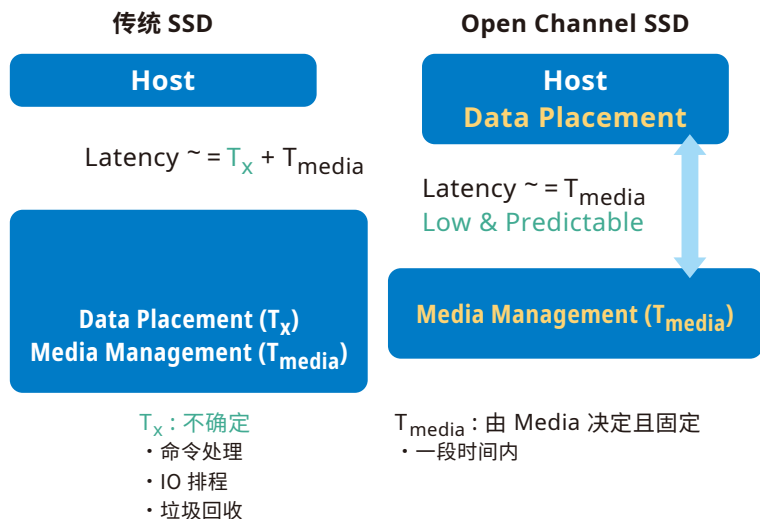 传统 SSD
Host
Latency ~ = Tx + Tmedia
Data Placement (Tx)
Media Management (Tmedia)
Tx : 不确定
・命令处理
・IO 排程
・垃圾回收
Open Channel SSD
Host
Data Placement
Latency ~ = Tmedia
Low & Predictable
Media Management (Tmedia)
Tmedia : 由 Media 决定且固定
・一段时间内